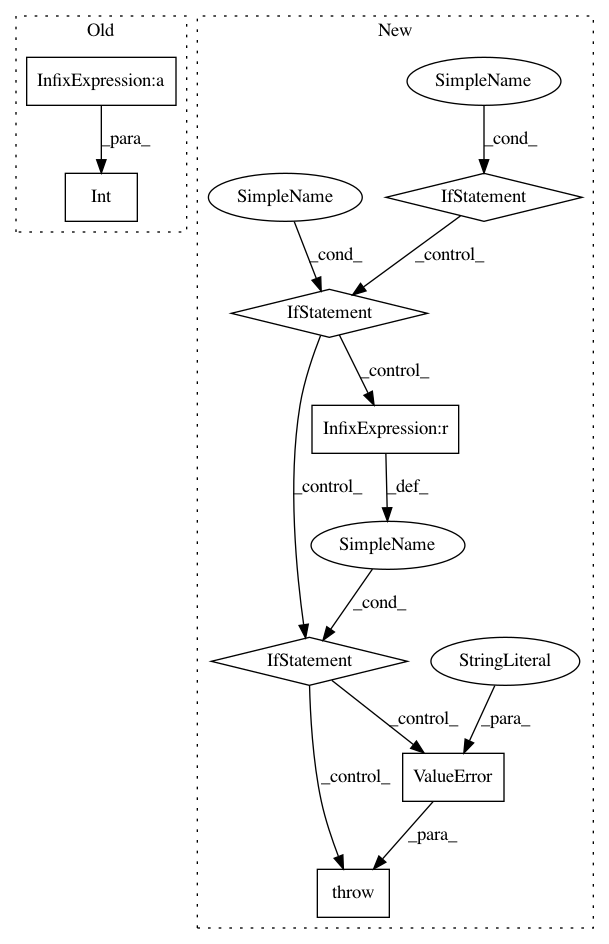 Old
New
InfixExpression:a
SimpleName
_para_
_cond_
Int
SimpleName
IfStatement
_cond_
_control_
IfStatement
_control_
InfixExpression:r
_control_
_def_
SimpleName
_cond_
IfStatement
StringLiteral
_control_
_para_
_control_
ValueError
_para_
throw